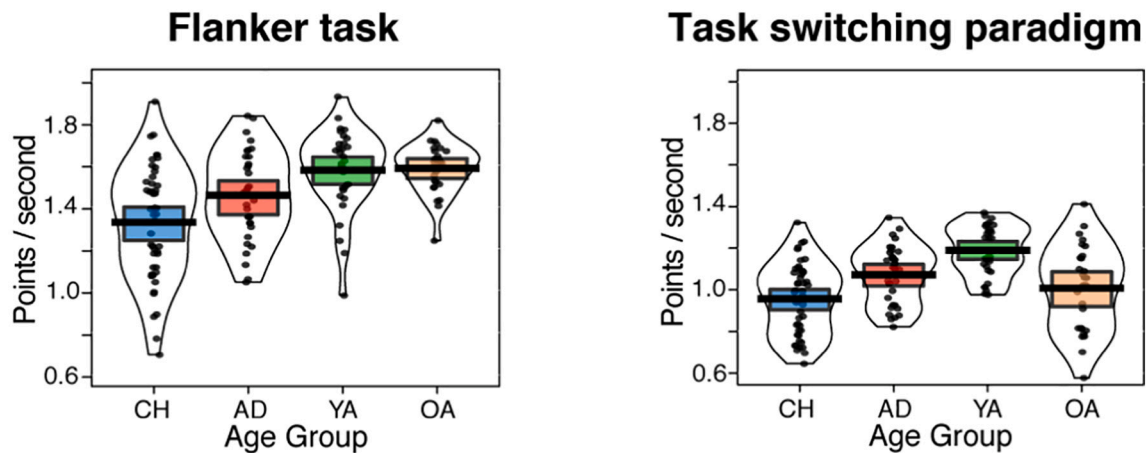 Flanker task
Points / second
1.8
1.4
1.0
0.6
CH AD YA OA
Age Group
Task switching paradigm
Points / second
1.8
1.4
1.0
0.6
CH AD YA OA
Age Group